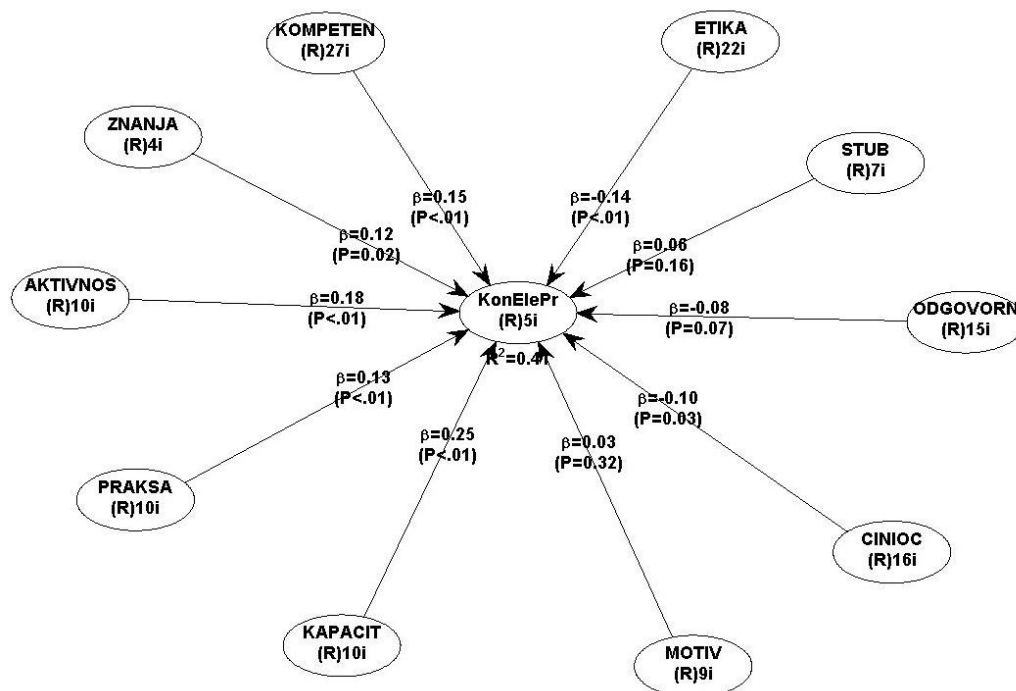 KOMPETEN
(R)27i
ETIKA
(R)22i
ZNANJA
(R)4i
STUB
(R)7i
β=0.15
(P<.01)
β=-0.14
(P<.01)
β=0.12
(P=0.02)
β=0.06
(P=0.16)
AKTIVNOS
(R)10i
β=0.18
(P<.01)
KonElePr
(R)5i
R²=0.41
β=-0.08
(P=0.07)
ODGOVORN
(R)15i
β=0.13
(P<.01)
β=-0.10
(P=0.03)
β=0.25
(P<.01)
β=0.03
(P=0.32)
PRAKSA
(R)10i
CINIOC
(R)16i
KAPACIT
(R)10i
MOTIV
(R)9i